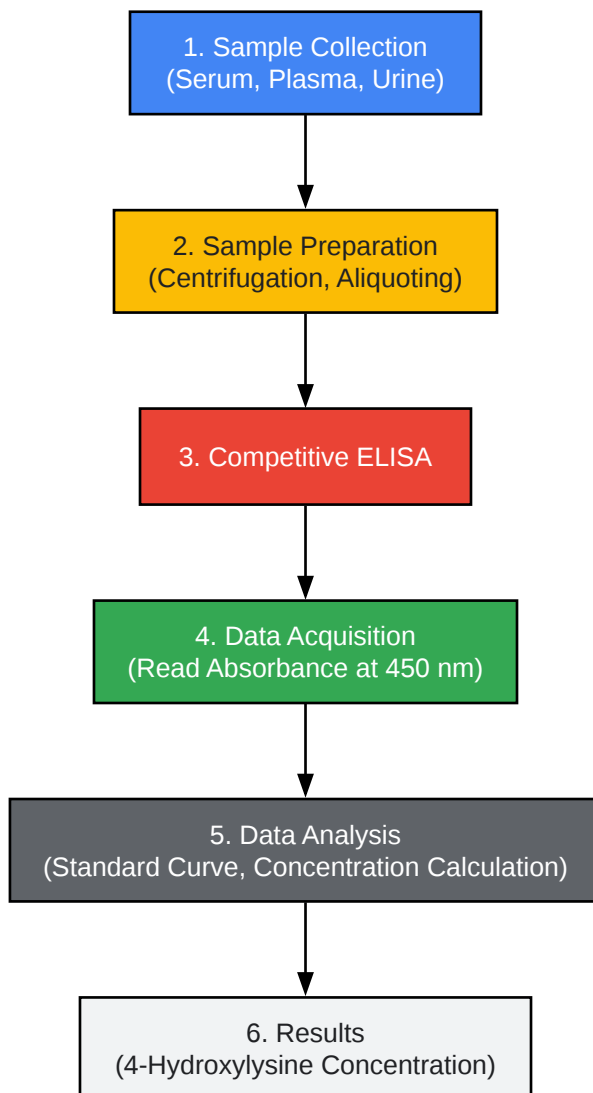 1. Sample Collection
(Serum, Plasma, Urine)
2. Sample Preparation
(Centrifugation, Aliquoting)
3. Competitive ELISA
4. Data Acquisition
(Read Absorbance at 450 nm)
5. Data Analysis
(Standard Curve, Concentration Calculation)
6. Results
(4-Hydroxylysine Concentration)